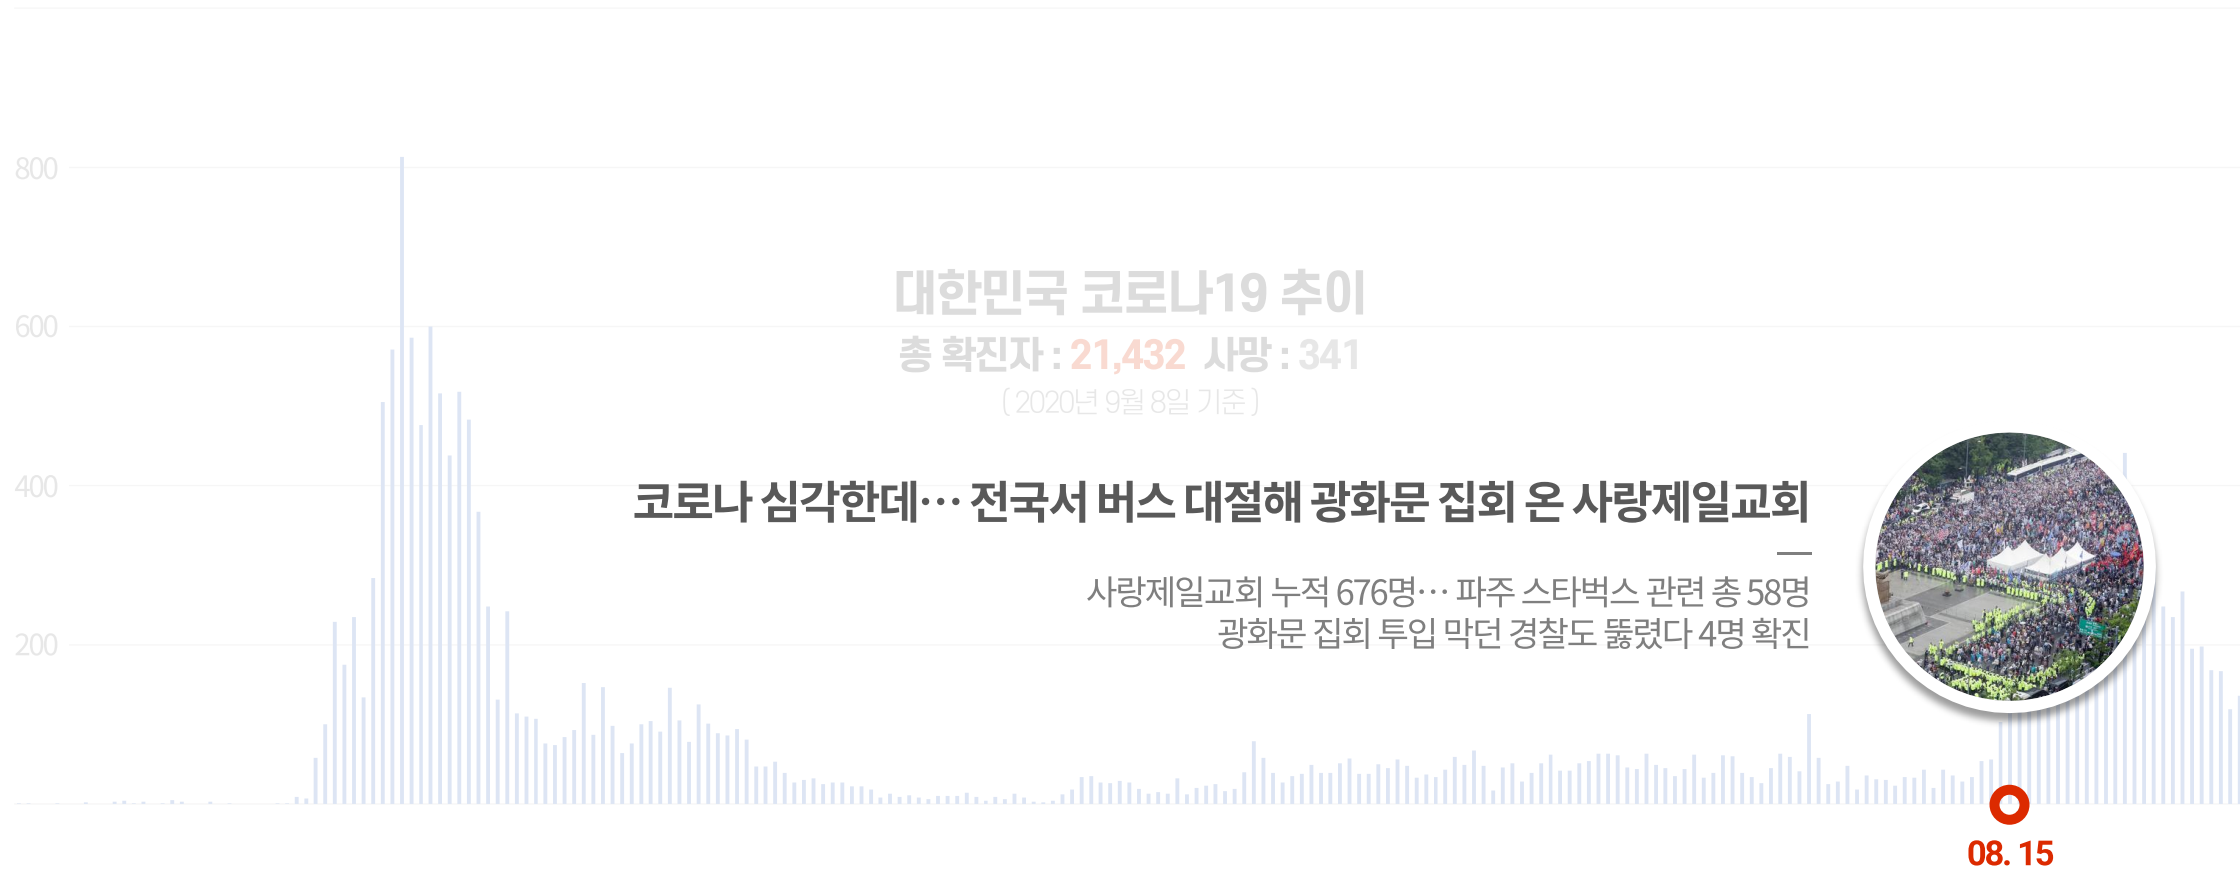 800
600
400
200
대한민국 코로나19 추이
총 확진자 : 21,432 사망 : 341
( 2020년 9월 8일 기준 )
코로나 심각한데… 전국서 버스 대절해 광화문 집회 온 사랑제일교회
사랑제일교회 누적 676명… 파주 스타벅스 관련 총 58명
광화문 집회 투입 막던 경찰도 뚫렸다 4명 확진
08. 15